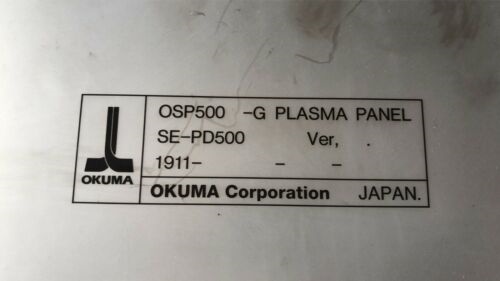 OSP500 -G PLASMA PANEL
SE-PD500 Ver, .
1911- - -
OKUMA
OKUMA Corporation JAPAN.